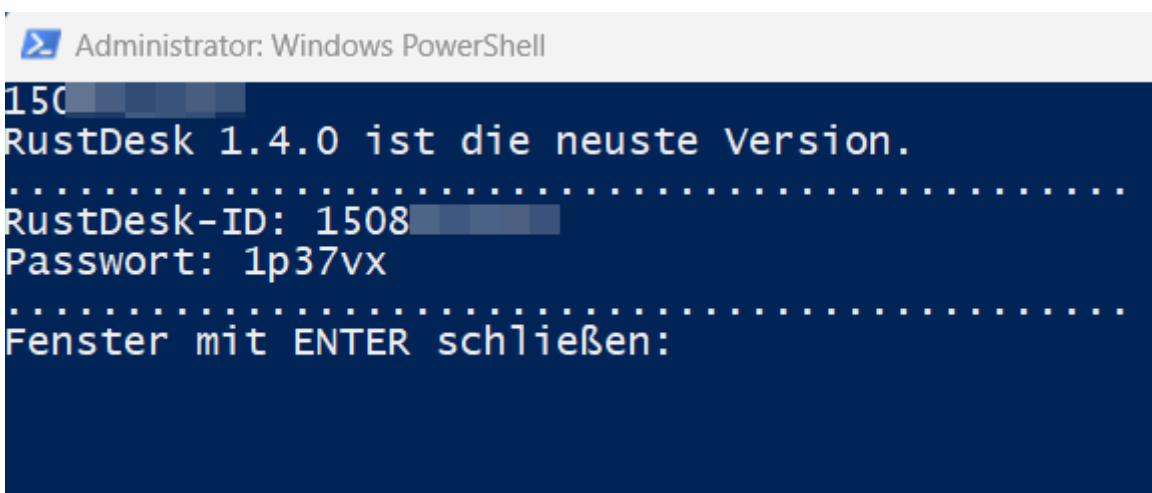 Administrator: Windows PowerShell
150
RustDesk 1.4.0 ist die neuste Version.
.............................................
RustDesk-ID: 1508
Passwort: 1p37vx
.............................................
Fenster mit ENTER schließen: